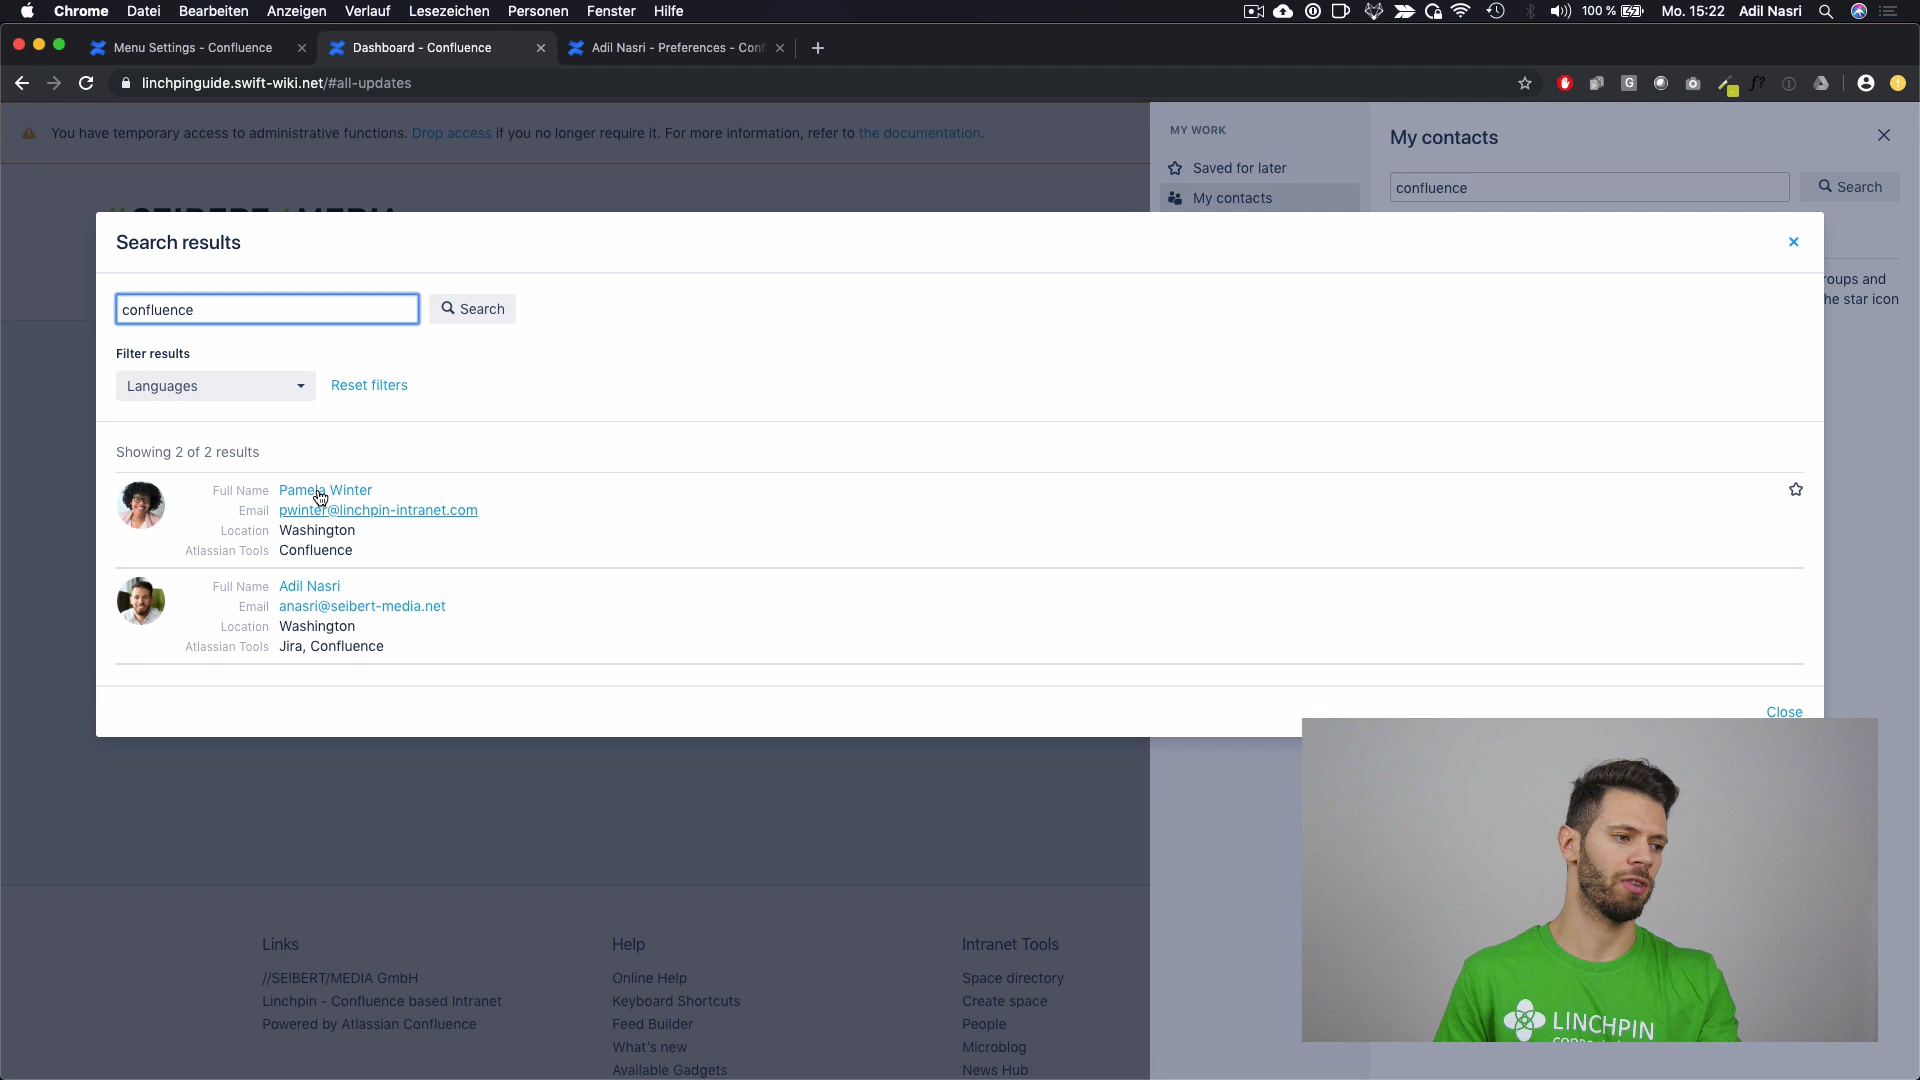 Chrome Datei Bearbeiten Anzeigen Verlauf Lesezeichen Personen Fenster Hilfe 100 % Mo. 15:22 Adil Nasri
Menu Settings - Confluence Dashboard - Confluence Adil Nasri - Preferences - Conf
linchpinguide.swift-wiki.net/#all-updates
You have temporary access to administrative functions. Drop access if you no longer require it. For more information, refer to the documentation.
MY WORK
Saved for later
My contacts
My contacts
confluence
Search
roups and
he star icon
Search results
confluence
Search
Filter results
Languages
Reset filters
Showing 2 of 2 results
Full Name Pamela Winter
Email pwinter@linchpin-intranet.com
Location Washington
Atlassian Tools Confluence
Full Name Adil Nasri
Email anasri@seibert-media.net
Location Washington
Atlassian Tools Jira, Confluence
Close
Links
//SEIBERT/MEDIA GmbH
Linchpin - Confluence based Intranet
Powered by Atlassian Confluence
Help
Online Help
Keyboard Shortcuts
Feed Builder
What's new
Available Gadgets
Intranet Tools
Space directory
Create space
People
Microblog
News Hub
LINCHPIN